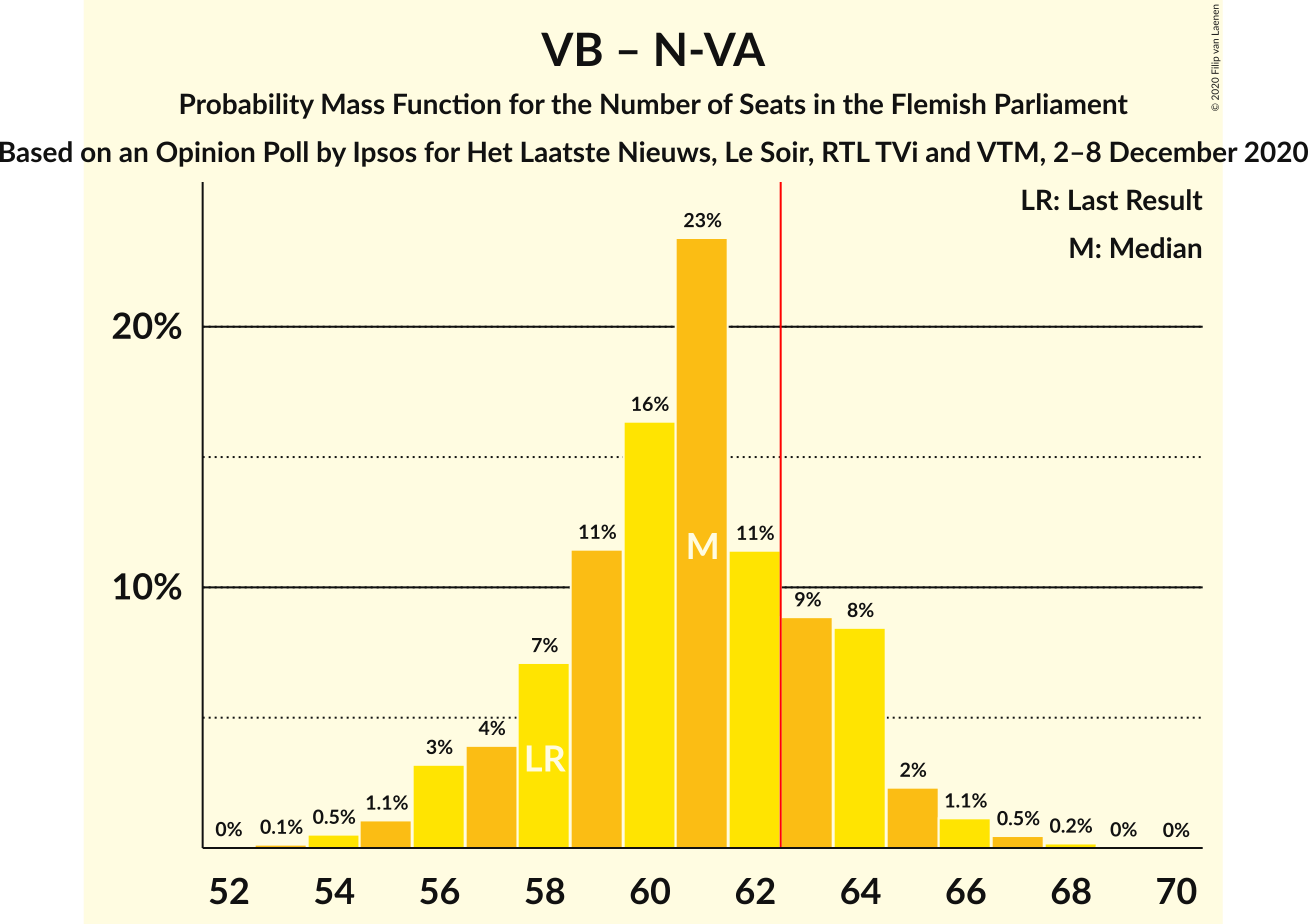 VB – N-VA
Probability Mass Function for the Number of Seats in the Flemish Parliament
Based on an Opinion Poll by Ipsos for Het Laatste Nieuws, Le Soir, RTL TVi and VTM, 2–8 December 2020
© 2020 Filip van Laenen
LR: Last Result
M: Median
20%
10%
0%
0.1%
0.5%
1.1%
3%
4%
7%
11%
16%
23%
11%
9%
8%
2%
1.1%
0.5%
0.2%
0%
0%
LR
M
52 54 56 58 60 62 64 66 68 70